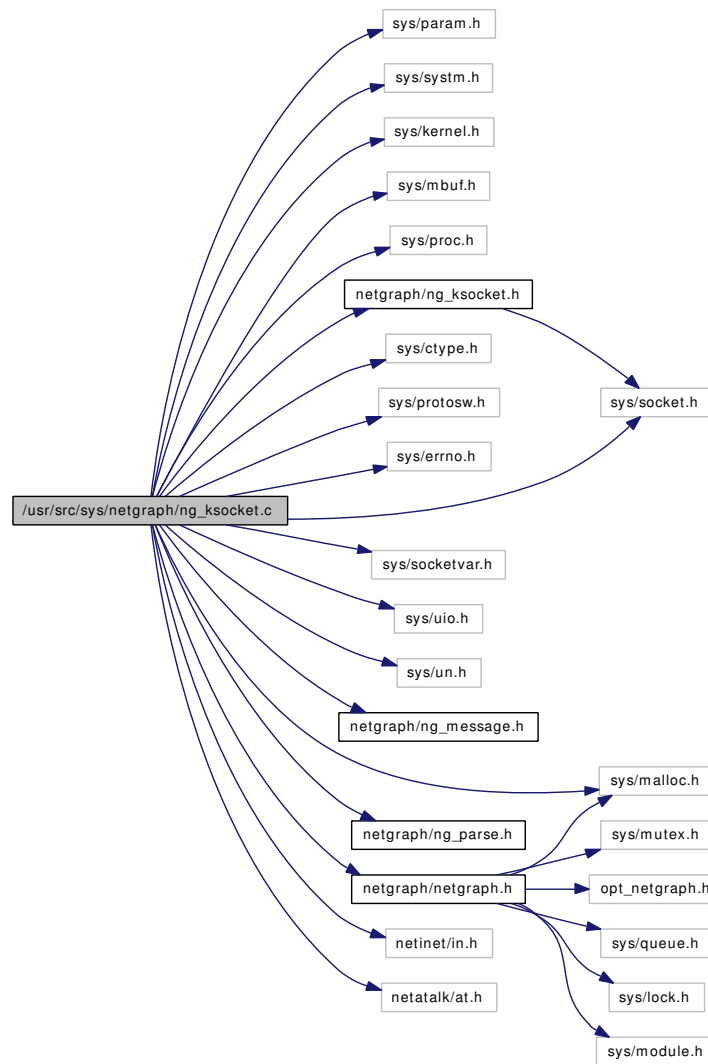 sys/param.h
sys/systm.h
sys/kernel.h
sys/mbuf.h
sys/proc.h
netgraph/ng_ksocket.h
sys/ctype.h
sys/protosw.h
sys/socket.h
sys/errno.h
/usr/src/sys/netgraph/ng_ksocket.c
sys/socketvar.h
sys/uio.h
sys/un.h
netgraph/ng_message.h
sys/malloc.h
netgraph/ng_parse.h
sys/mutex.h
netgraph/netgraph.h
opt_netgraph.h
netinet/in.h
sys/queue.h
netatalk/at.h
sys/lock.h
sys/module.h